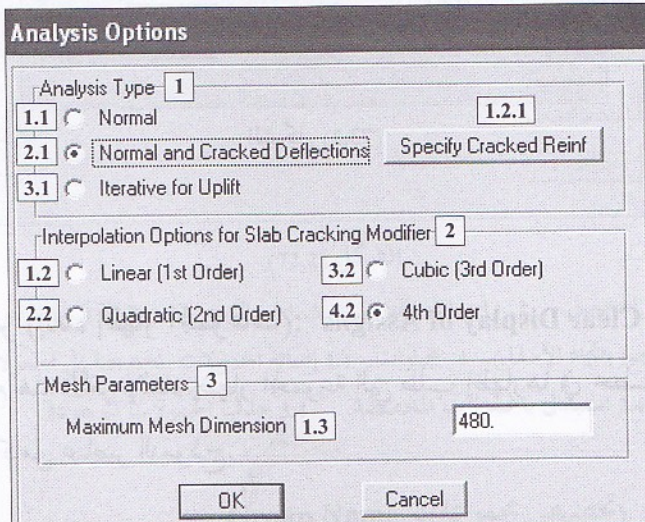 Analysis Options
Analysis Type 1
1.1 Normal
1.2.1
2.1 Normal and Cracked Deflections Specify Cracked Reinf
3.1 Iterative for Uplift
Interpolation Options for Slab Cracking Modifier 2
1.2 Linear (1st Order) 3.2 Cubic (3rd Order)
2.2 Quadratic (2nd Order) 4.2 4th Order
Mesh Parameters 3
Maximum Mesh Dimension 1.3 480.
OK Cancel